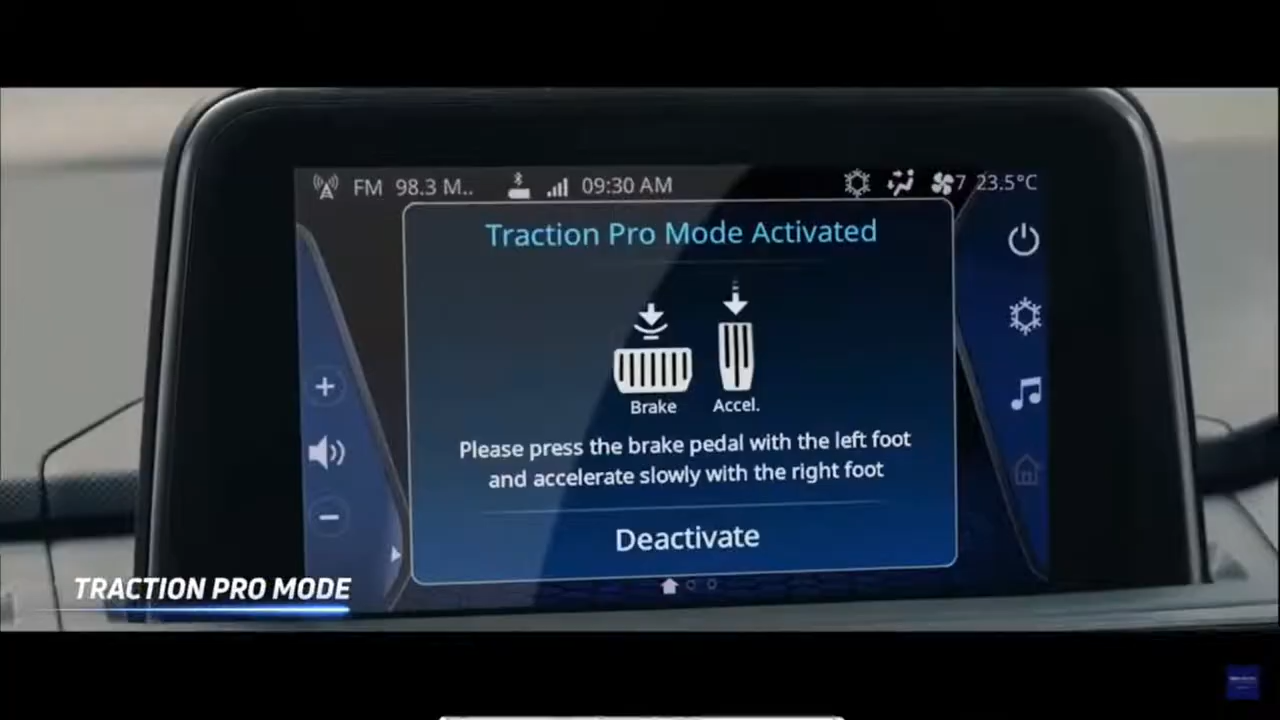 FM 98.3 M.. 09:30 AM 7 23.5°C
Traction Pro Mode Activated
Brake Accel.
Please press the brake pedal with the left foot
and accelerate slowly with the right foot
Deactivate
TRACTION PRO MODE